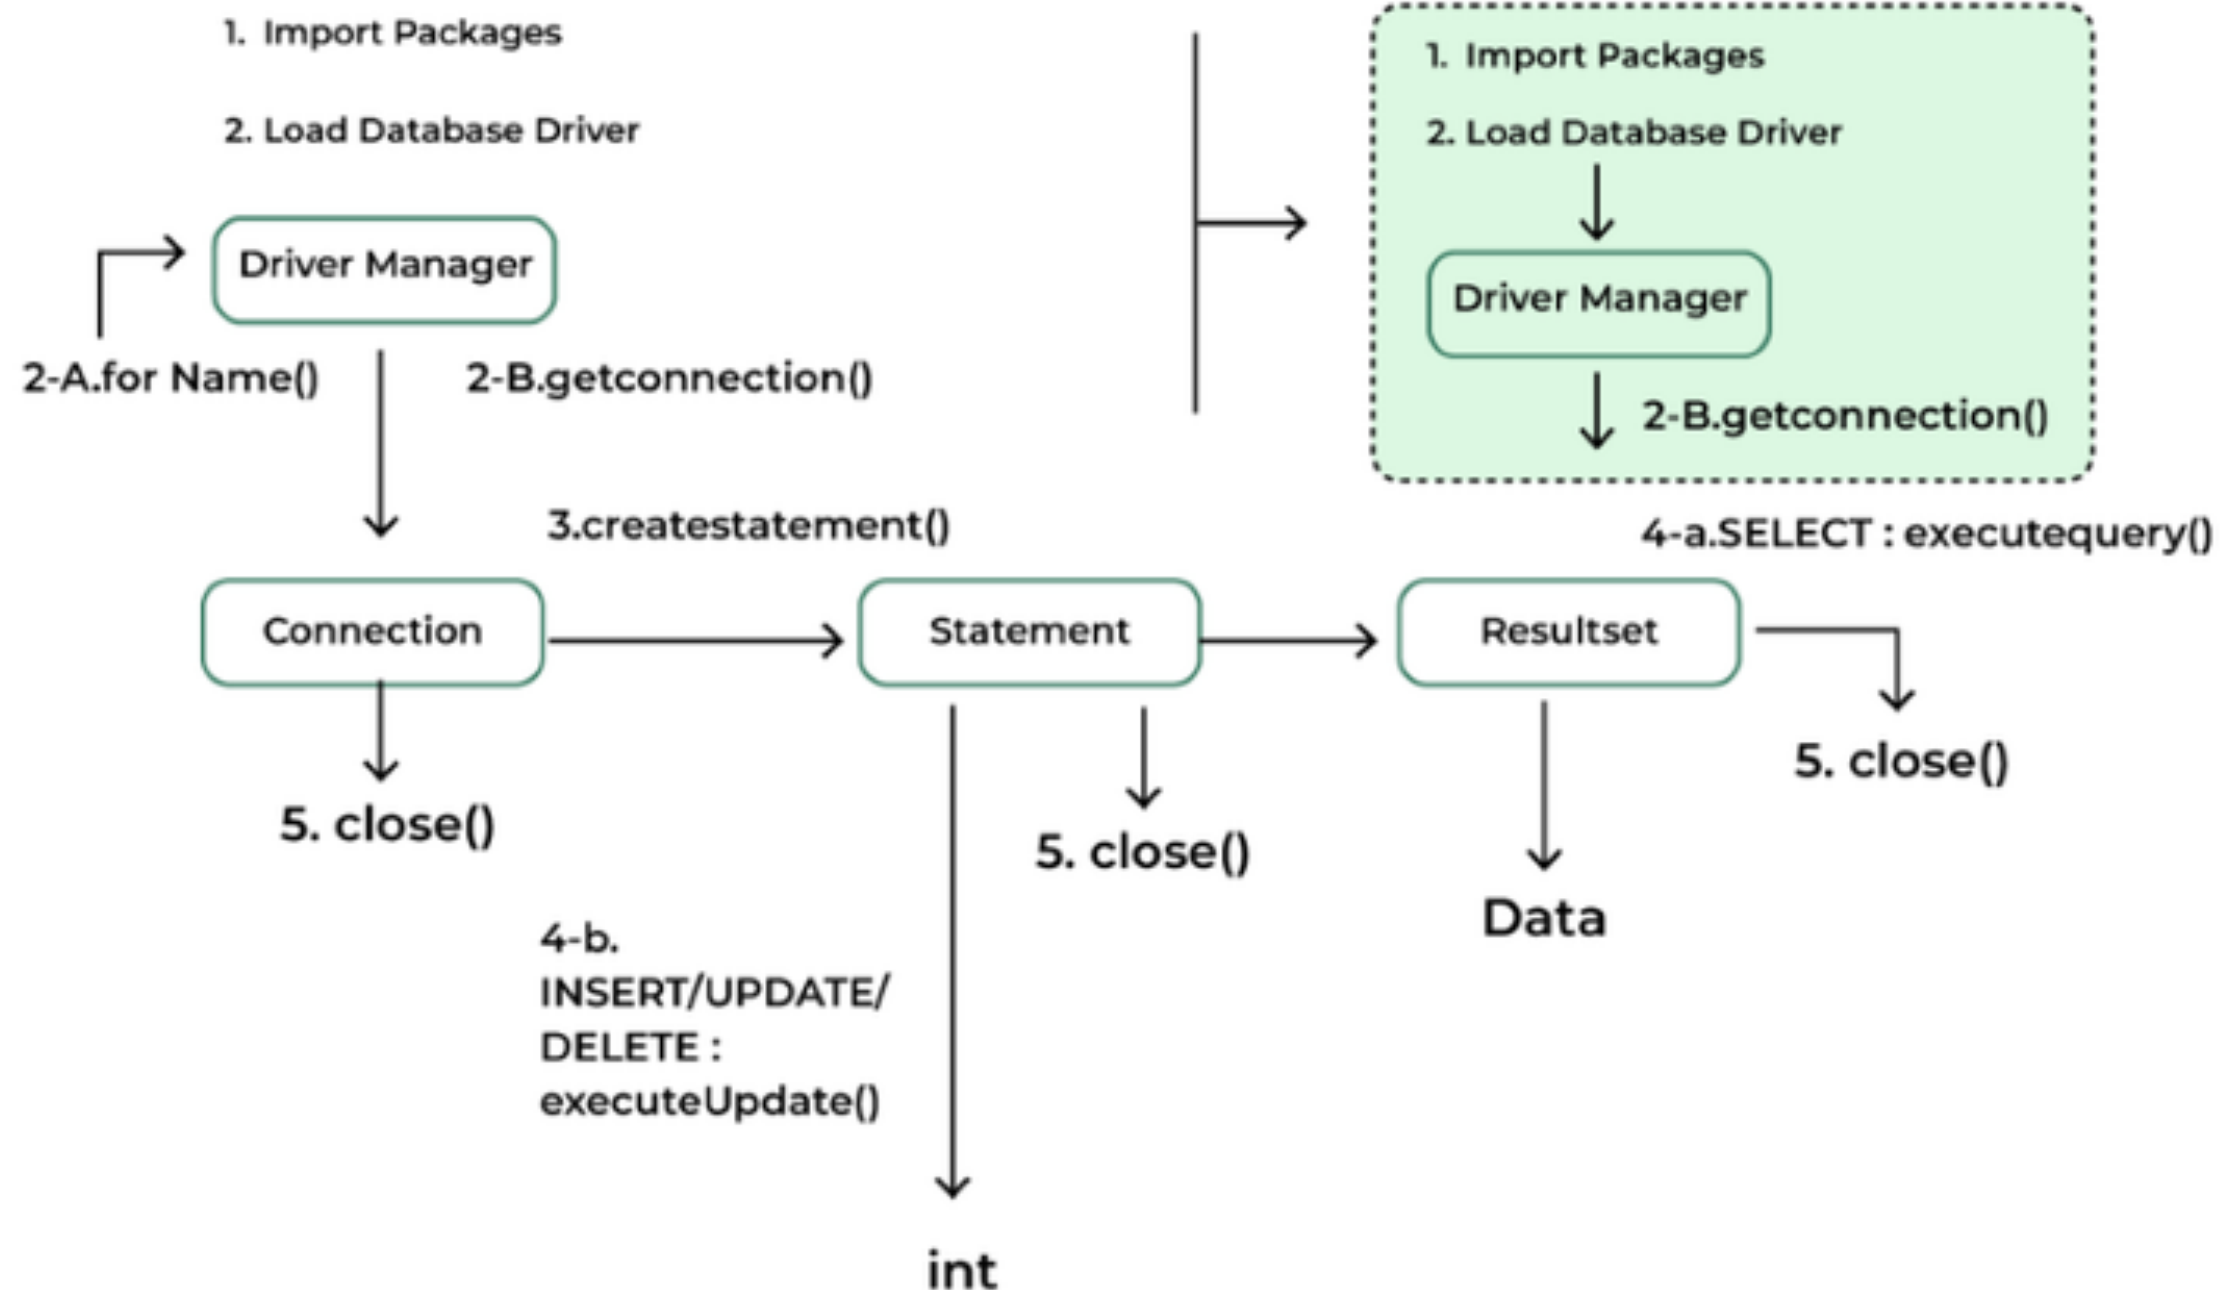 1. Import Packages
2. Load Database Driver
Driver Manager
2-A.for Name()
2-B.getconnection()
1. Import Packages
2. Load Database Driver
Driver Manager
2-B.getconnection()
3.createstatement()
4-a.SELECT : executequery()
Connection
Statement
Resultset
5. close()
5. close()
5. close()
Data
4-b.
INSERT/UPDATE/
DELETE :
executeUpdate()
int